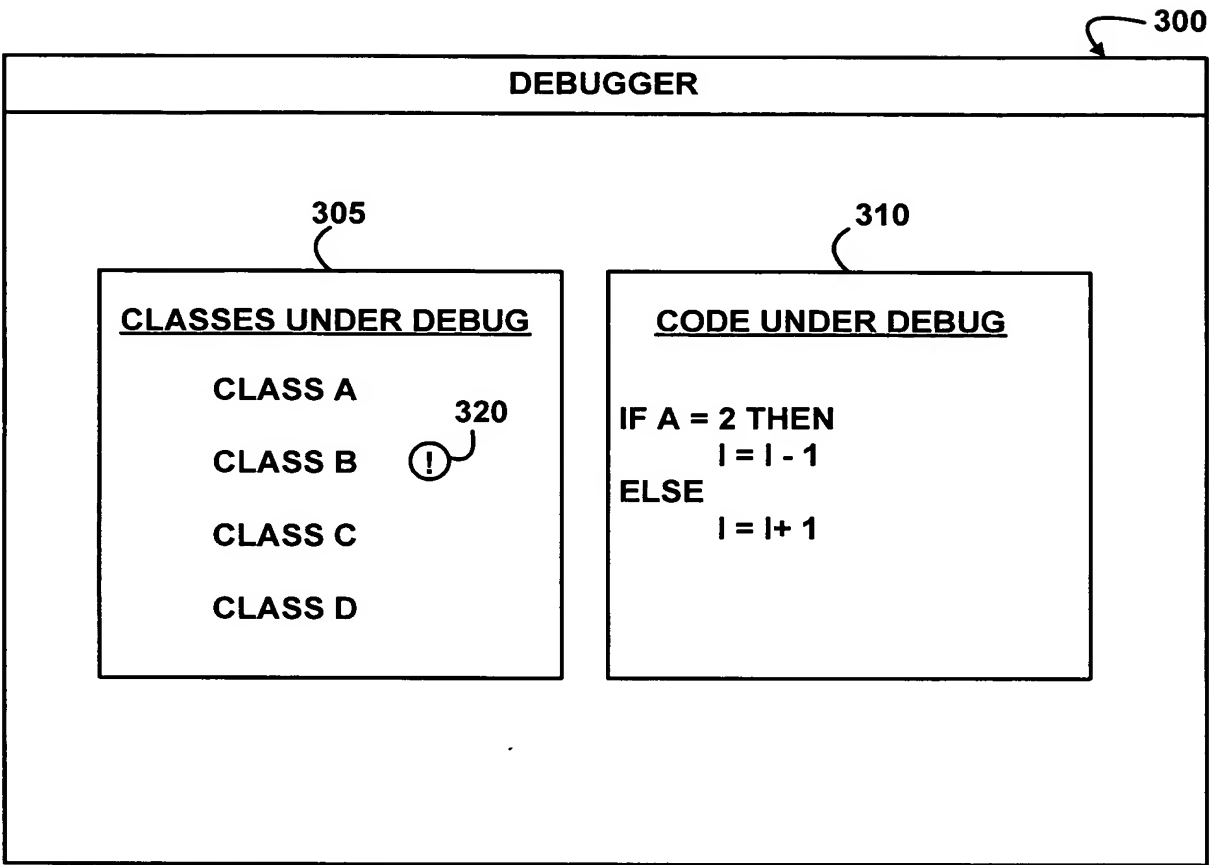 300
DEBUGGER
305
CLASSES UNDER DEBUG
CLASS A
320
CLASS B !
CLASS C
CLASS D
310
CODE UNDER DEBUG
IF A = 2 THEN
I = I - 1
ELSE
I = I+ 1